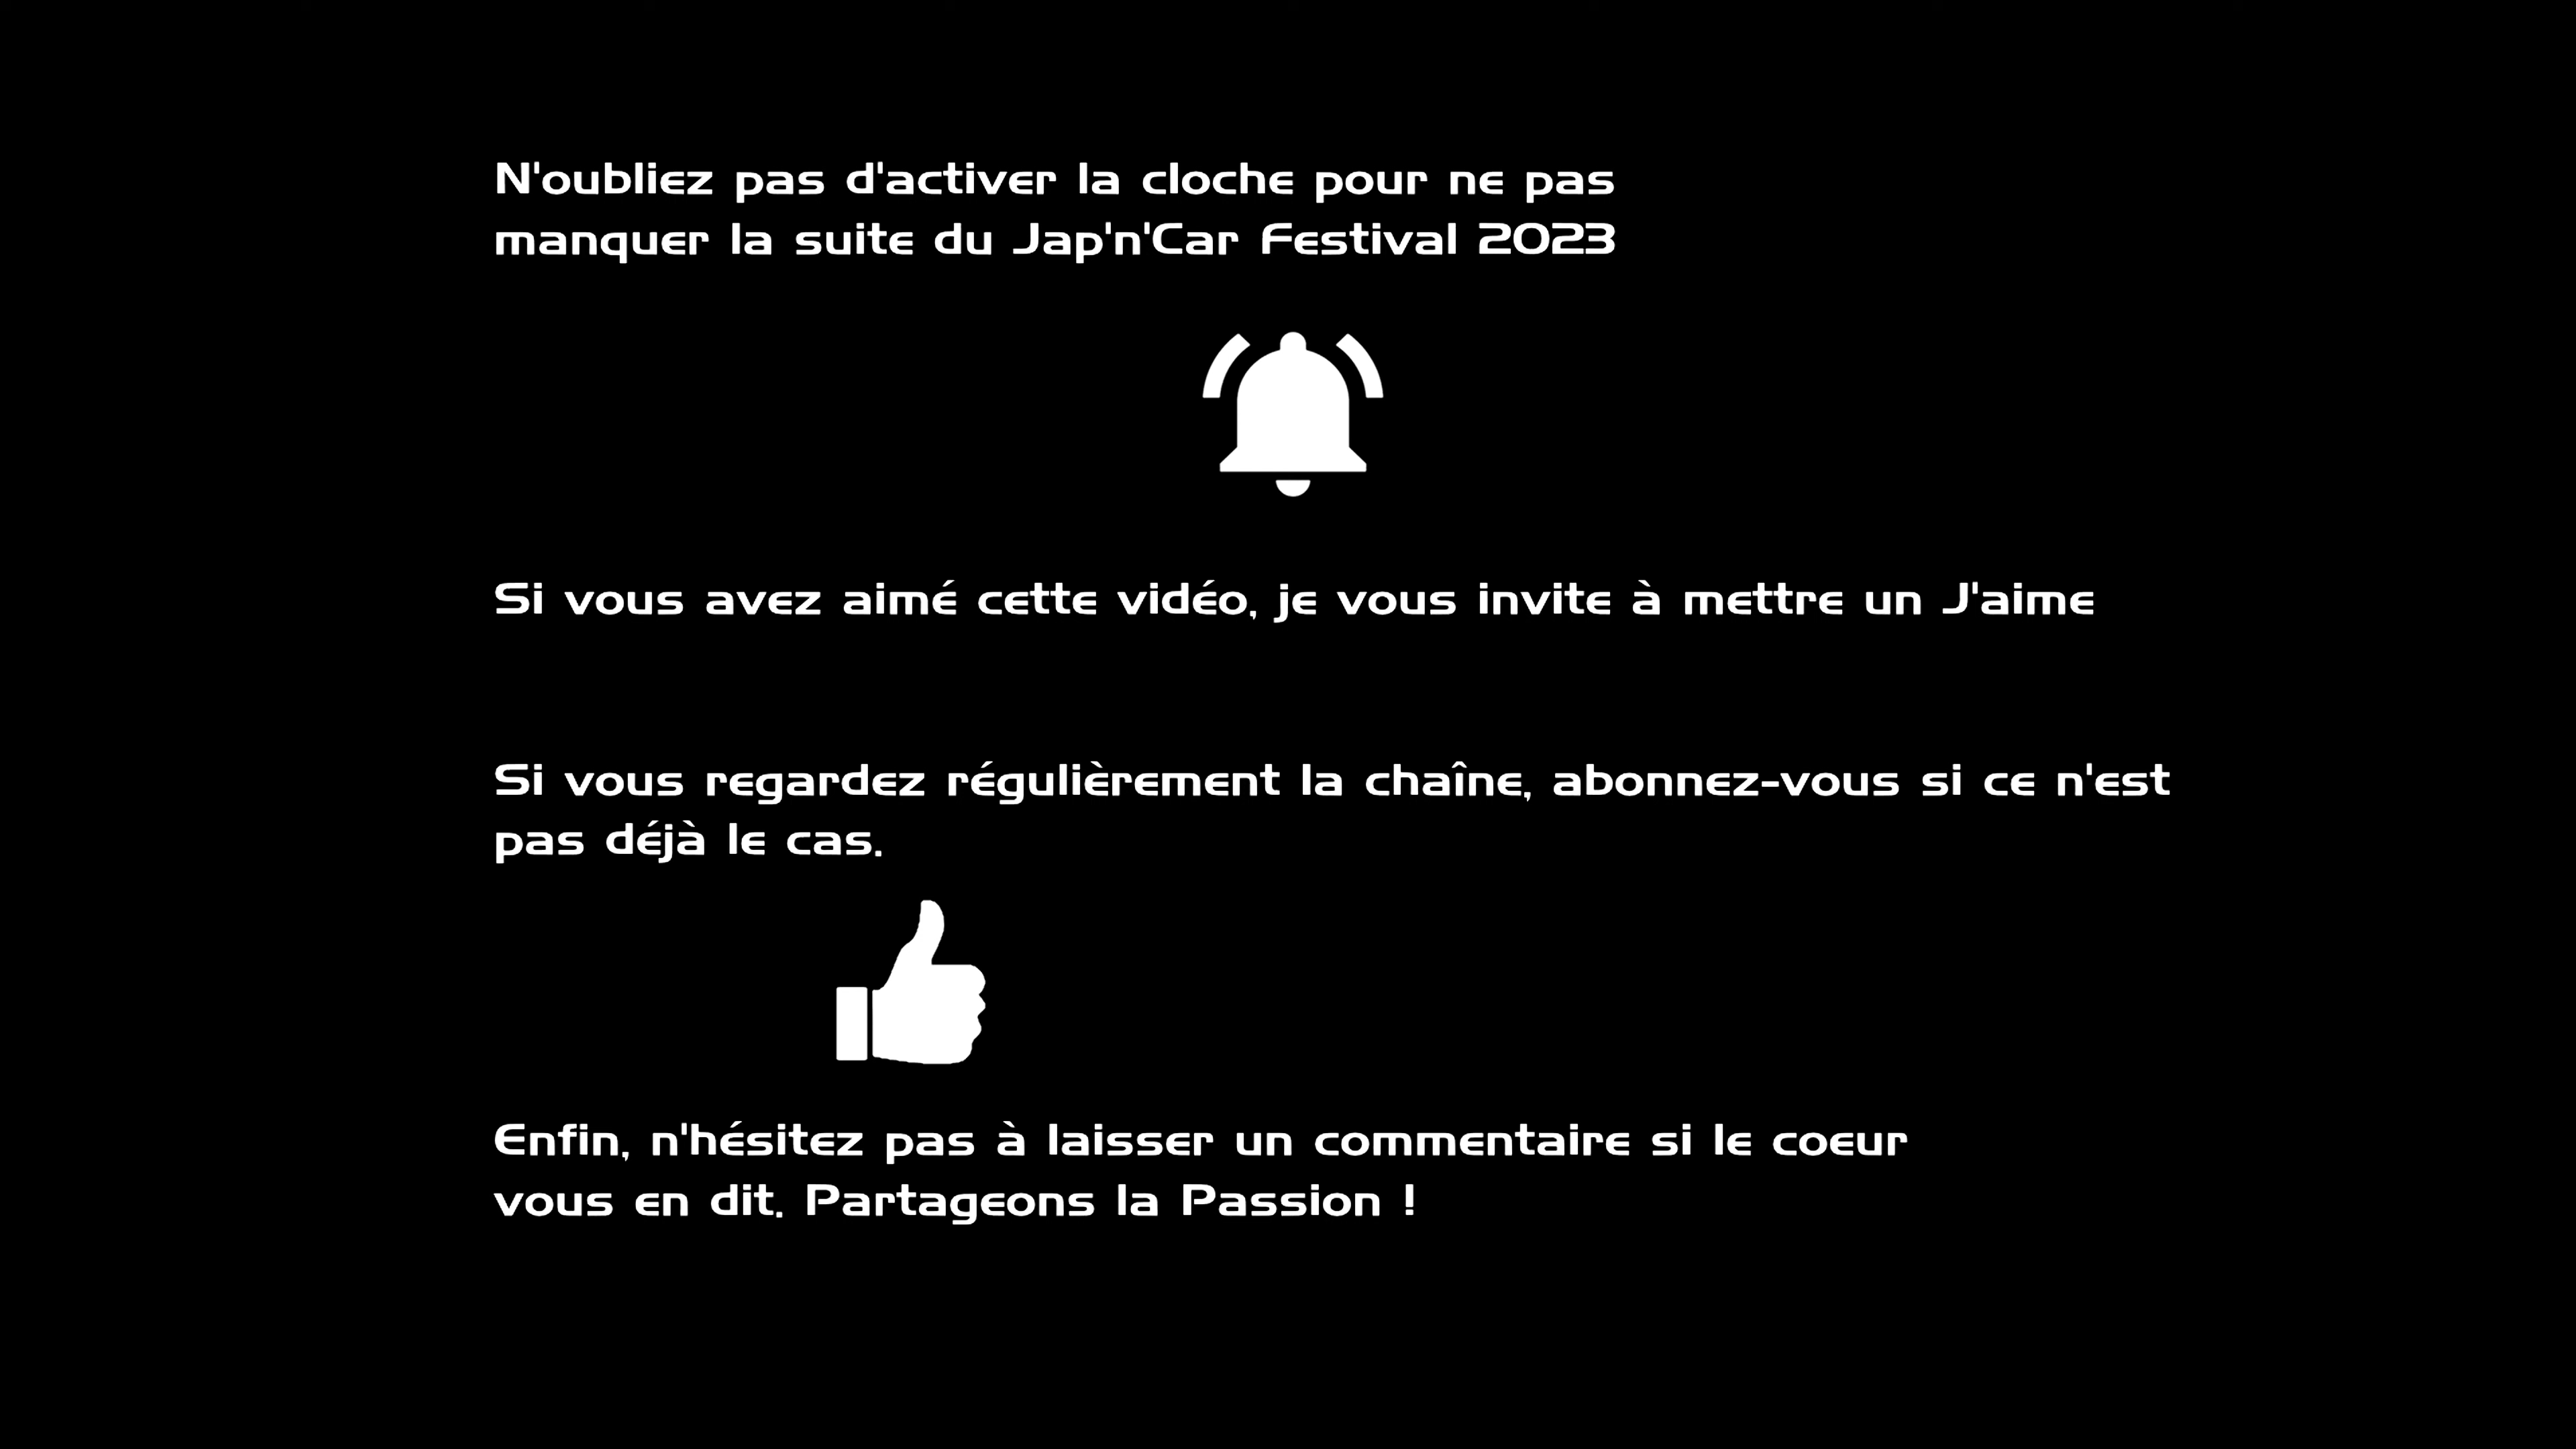 N'oubliez pas d'activer la cloche pour ne pas
manquer la suite du Jap'n'Car Festival 2023
Si vous avez aimé cette vidéo, je vous invite à mettre un J'aime
Si vous regardez régulièrement la chaîne, abonnez-vous si ce n'est
pas déjà le cas.
Enfin, n'hésitez pas à laisser un commentaire si le coeur
vous en dit. Partageons la Passion !